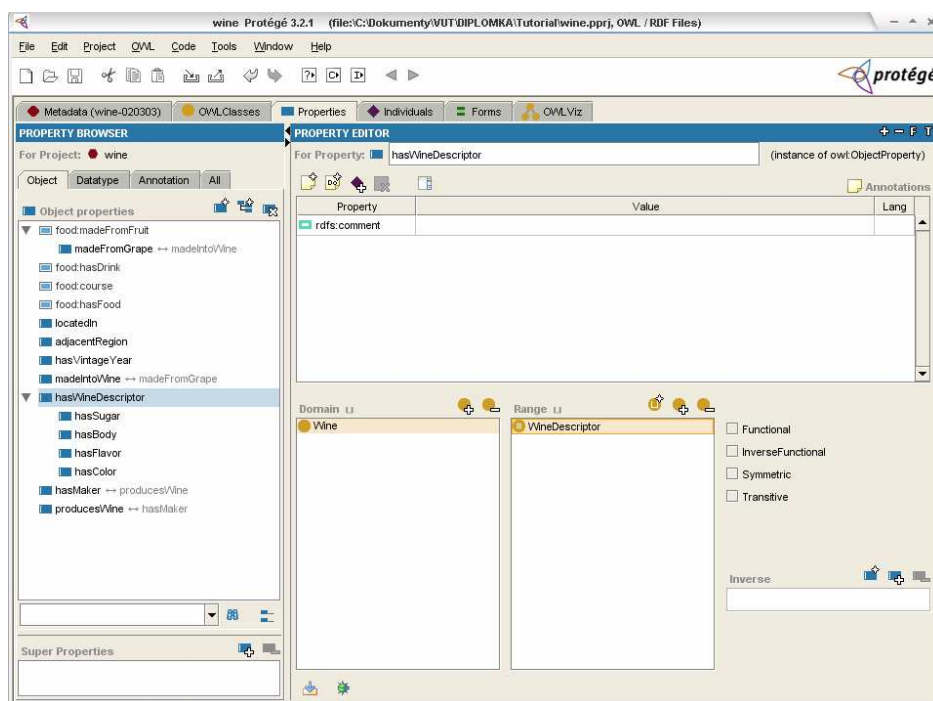 wine Protégé 3.2.1 (file:\C:\Dokumenty\VUT\DIPLOMKA\Tutorial\wine.pprj, OWL / RDF Files)
File Edit Project OWL Code Tools Window Help
protégé
Metadata (wine-020303) OWLClasses Properties Individuals Forms OWLViz
PROPERTY BROWSER
For Project: wine
Object Datatype Annotation All
Object properties
food:madeFromFruit
madeFromGrape ↔ madeIntoWine
food:hasDrink
food:course
food:hasFood
locatedIn
adjacentRegion
hasVintageYear
madeIntoWine ↔ madeFromGrape
hasWineDescriptor
hasSugar
hasBody
hasFlavor
hasColor
hasMaker ↔ producesWine
producesWine ↔ hasMaker
Super Properties
PROPERTY EDITOR
F T
For Property: hasWineDescriptor (instance of owl:ObjectProperty)
Annotations
Property Value Lang
rdfs:comment
Domain ⊔
Wine
Range ⊔
WineDescriptor
Functional
InverseFunctional
Symmetric
Transitive
Inverse